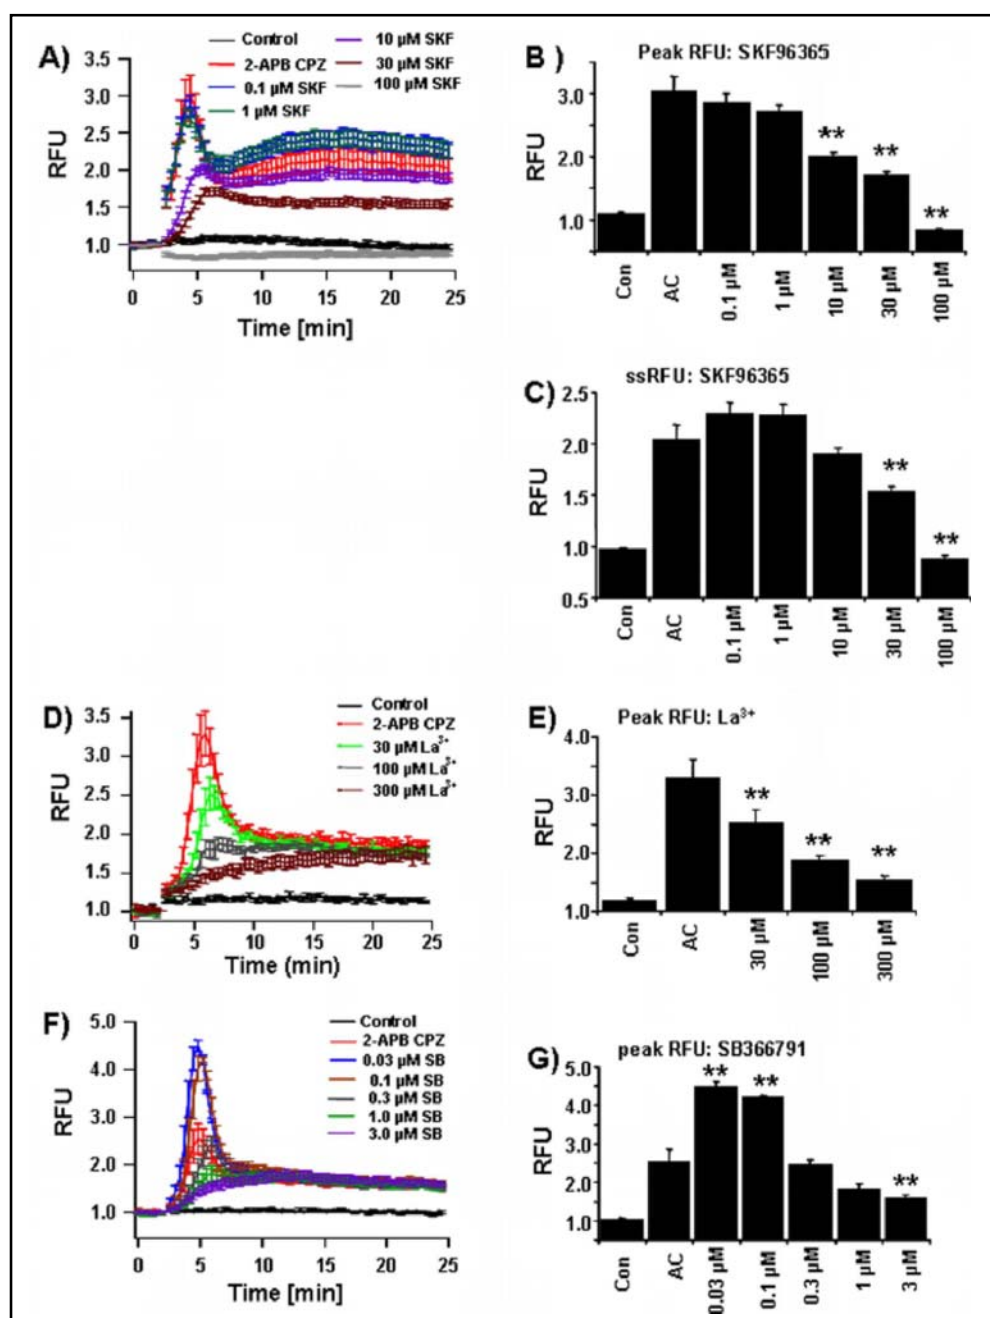 A)
Control
2-APB CPZ
0.1 µM SKF
1 µM SKF
10 µM SKF
30 µM SKF
100 µM SKF
3.5
3.0
2.5
2.0
1.5
1.0
RFU
0 5 10 15 20 25
Time [min]
B )
Peak RFU: SKF96365
3.0
2.0
1.0
RFU
** ** **
Con AC 0.1 µM 1 µM 10 µM 30 µM 100 µM
C)
ssRFU: SKF96365
2.5
2.0
1.5
1.0
0.5
RFU
** **
Con AC 0.1 µM 1 µM 10 µM 30 µM 100 µM
D)
Control
2-APB CPZ
30 µM La³⁺
100 µM La³⁺
300 µM La³⁺
3.5
3.0
2.5
2.0
1.5
1.0
RFU
0 5 10 15 20 25
Time (min)
E)
Peak RFU: La³⁺
4.0
3.0
2.0
1.0
RFU
** ** **
Con AC 30 µM 100 µM 300 µM
F)
Control
2-APB CPZ
0.03 µM SB
0.1 µM SB
0.3 µM SB
1.0 µM SB
3.0 µM SB
5.0
4.0
3.0
2.0
1.0
RFU
0 5 10 15 20 25
Time [min]
G)
peak RFU: SB366791
5.0
4.0
3.0
2.0
1.0
RFU
** ** **
Con AC 0.03 µM 0.1 µM 0.3 µM 1 µM 3 µM